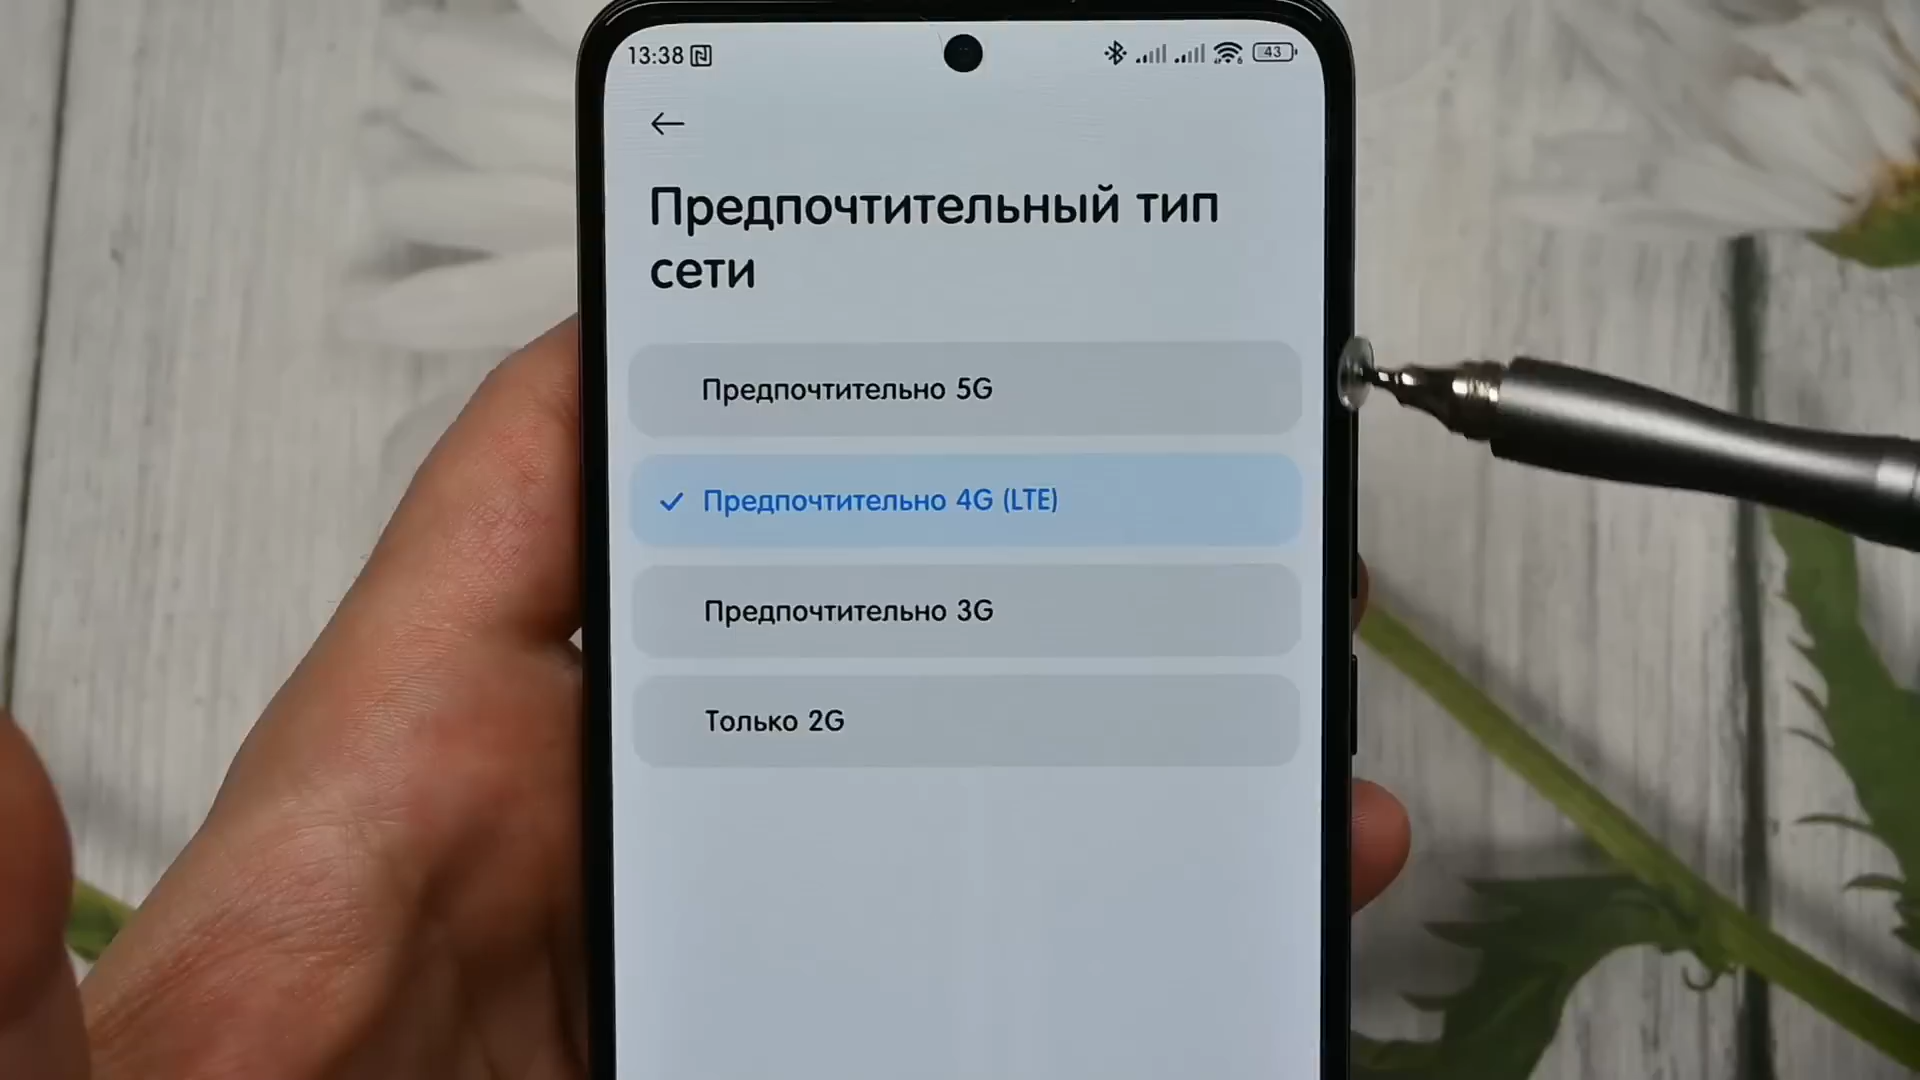 13:38
43
Предпочтительный тип
сети
Предпочтительно 5G
Предпочтительно 4G (LTE)
Предпочтительно 3G
Только 2G